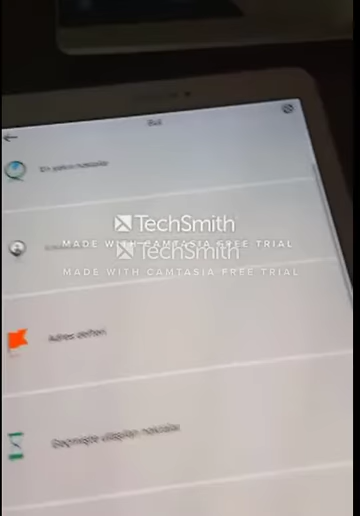 Bul
En yakın noktalar
TechSmith
MADE WITH CAMTASIA FREE TRIAL
TechSmith
MADE WITH CAMTASIA FREE TRIAL
Adres defteri
Geçmişte ulaşılan noktalar